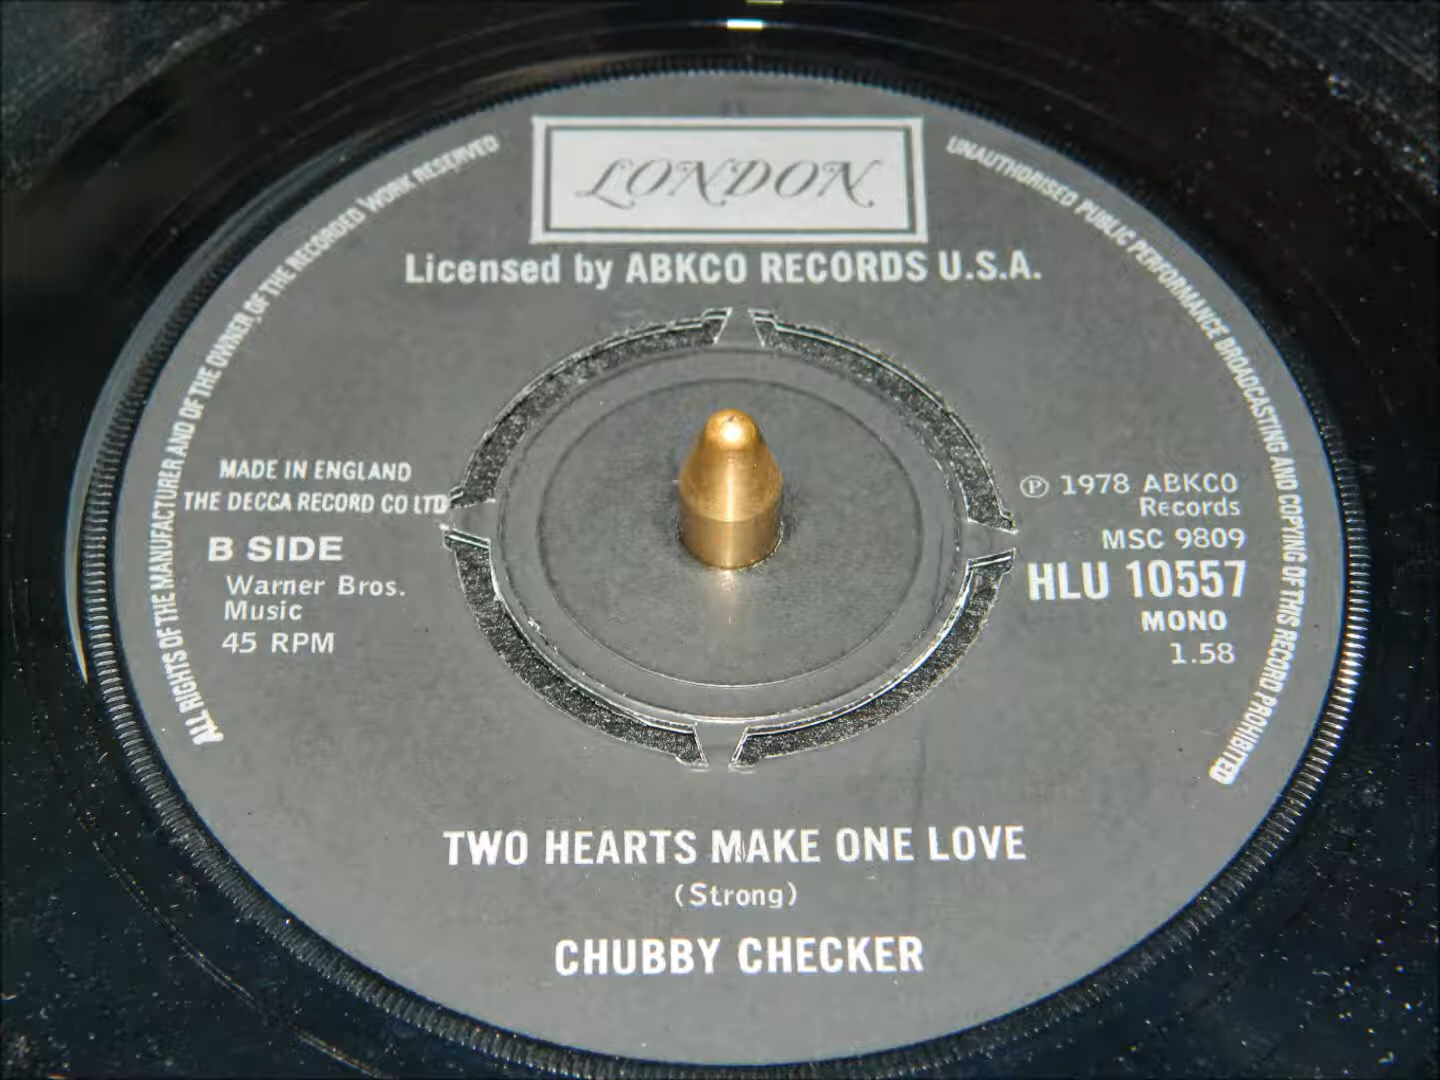 LONDON
Licensed by ABKCO RECORDS U.S.A.
ALL RIGHTS OF THE MANUFACTURER AND OF THE OWNER OF THE RECORDED WORK RESERVED
UNAUTHORISED PUBLIC PERFORMANCE BROADCASTING AND COPYING OF THIS RECORD PROHIBITED
MADE IN ENGLAND
THE DECCA RECORD CO LTD
B SIDE
Warner Bros.
Music
45 RPM
℗ 1978 ABKCO
Records
MSC 9809
HLU 10557
MONO
1.58
TWO HEARTS MAKE ONE LOVE
(Strong)
CHUBBY CHECKER